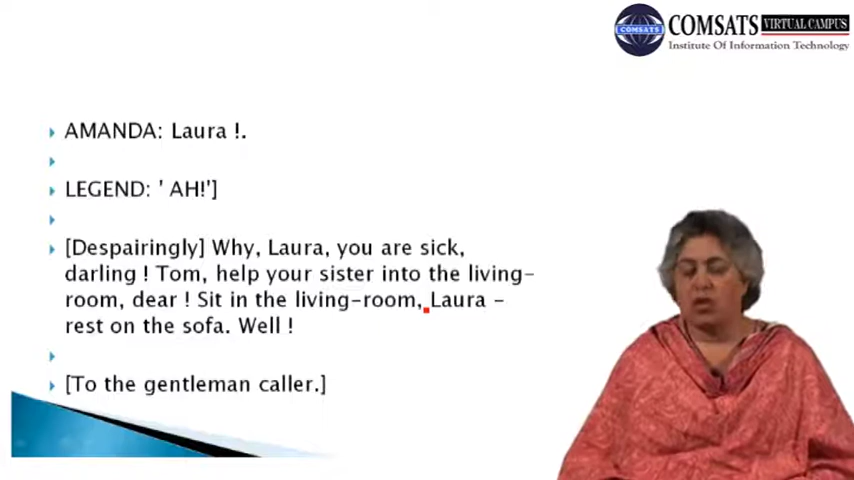 COMSATS
COMSATS VIRTUAL CAMPUS
Institute Of Information Technology
AMANDA: Laura !.
LEGEND: ' AH!']
[Despairingly] Why, Laura, you are sick,
darling ! Tom, help your sister into the living-
room, dear ! Sit in the living-room, Laura -
rest on the sofa. Well !
[To the gentleman caller.]